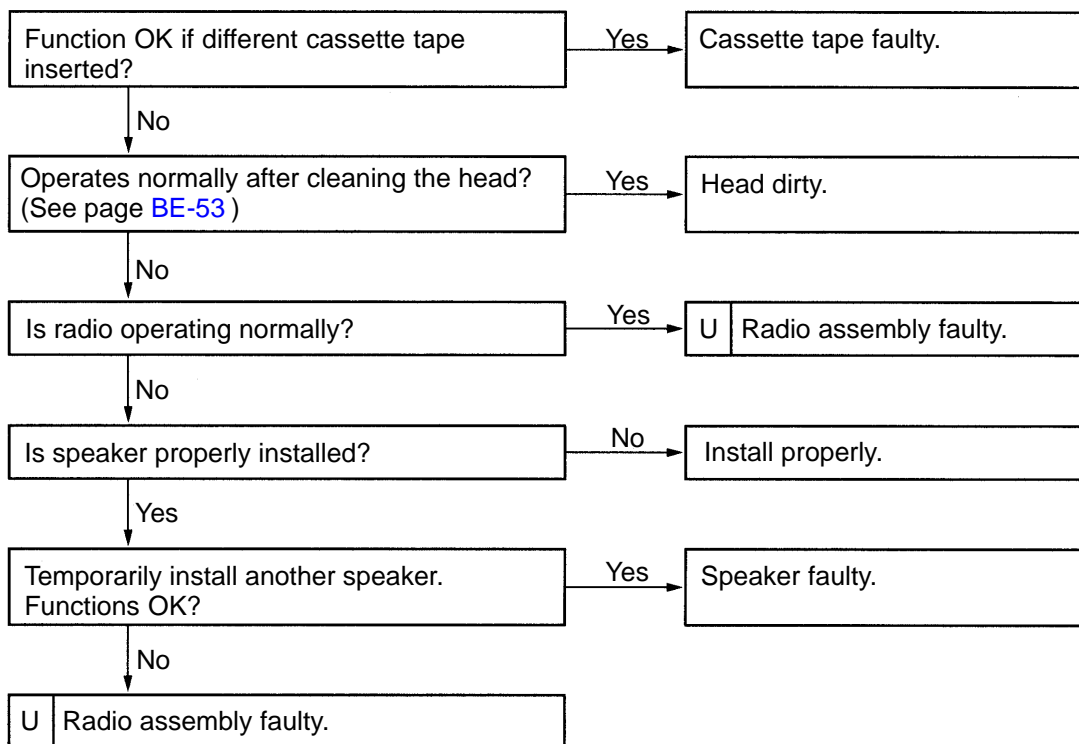 Function OK if different cassette tape
inserted?
Yes
Cassette tape faulty.
No
Operates normally after cleaning the head?
(See page BE-53 )
Yes
Head dirty.
No
Is radio operating normally?
Yes
U
Radio assembly faulty.
No
Is speaker properly installed?
No
Install properly.
Yes
Temporarily install another speaker.
Functions OK?
Yes
Speaker faulty.
No
U
Radio assembly faulty.